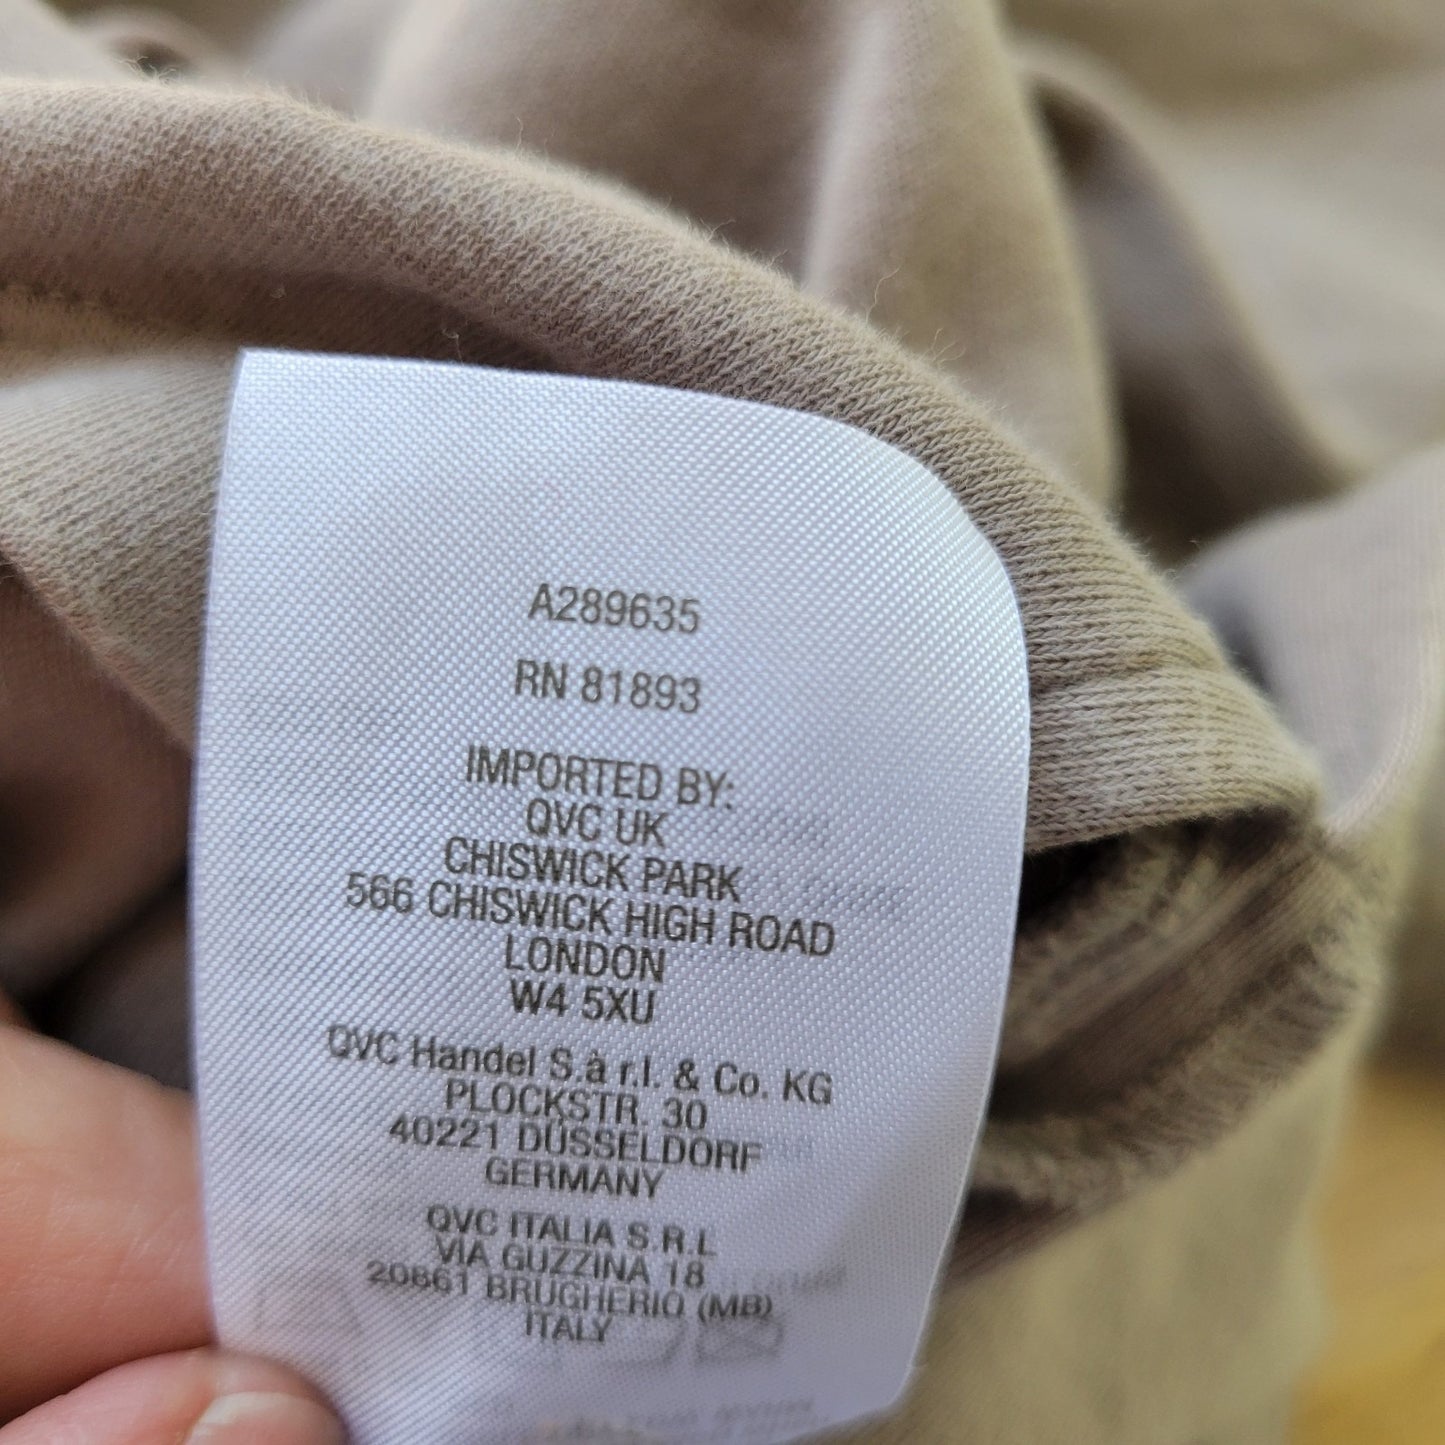 A289635
RN 81893
IMPORTED BY:
QVC UK
CHISWICK PARK
566 CHISWICK HIGH ROAD
LONDON
W4 5XU
QVC Handel S.à r.l. & Co. KG
PLOCKSTR. 30
40221 DÜSSELDORF
GERMANY
QVC ITALIA S.R.L
VIA GUZZINA 18
20861 BRUGHERIO (MB)
ITALY